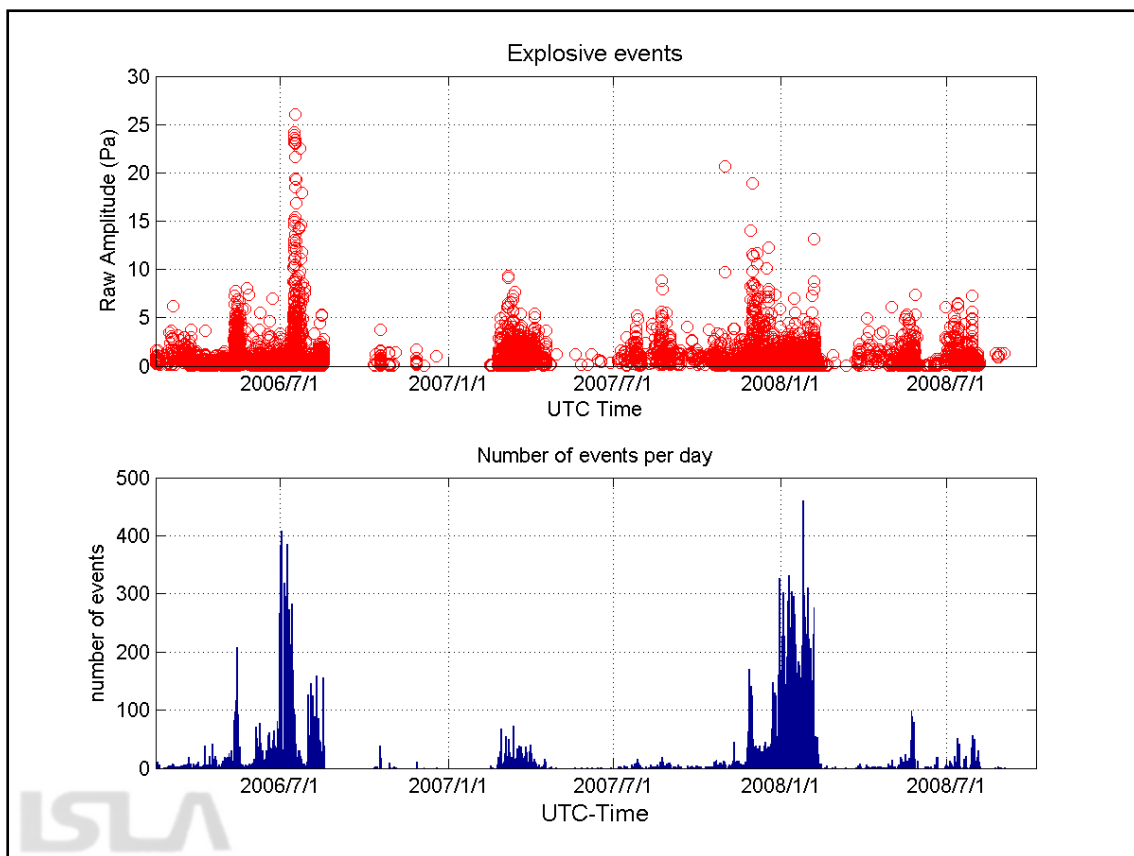 Explosive events
30
25
20
15
10
5
0
Raw Amplitude (Pa)
2006/7/1 2007/1/1 2007/7/1 2008/1/1 2008/7/1
UTC Time
Number of events per day
500
400
300
200
100
0
number of events
2006/7/1 2007/1/1 2007/7/1 2008/1/1 2008/7/1
UTC-Time
ISLA